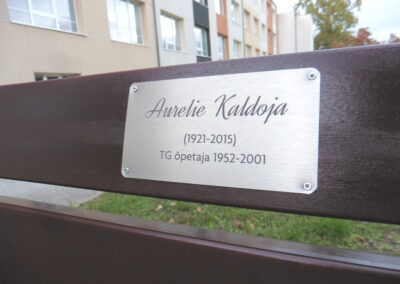 Aurelie Kaldoja
(1921-2015)
TG õpetaja 1952-2001